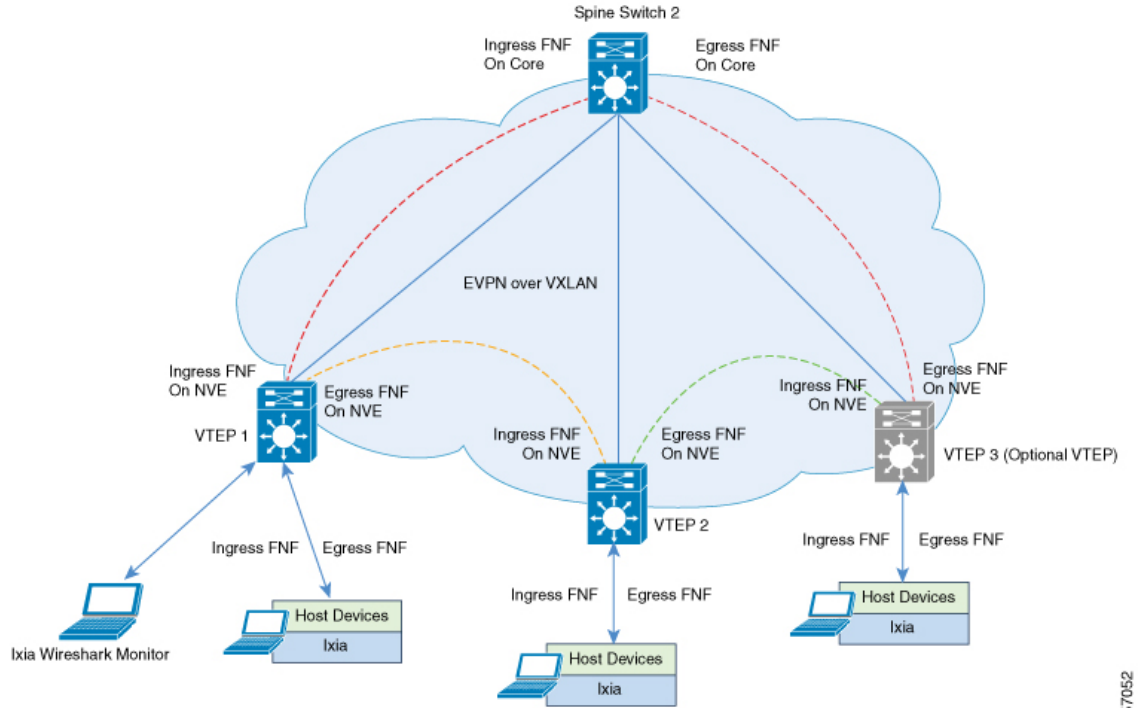 Spine Switch 2
Ingress FNF
On Core
Egress FNF
On Core
EVPN over VXLAN
Ingress FNF
On NVE
Egress FNF
On NVE
VTEP 1
Ingress FNF
On NVE
Egress FNF
On NVE
VTEP 2
Ingress FNF
On NVE
Egress FNF
On NVE
VTEP 3 (Optional VTEP)
Ingress FNF
Egress FNF
Ingress FNF
Egress FNF
Ingress FNF
Egress FNF
Ixia Wireshark Monitor
Host Devices
Ixia
Host Devices
Ixia
Host Devices
Ixia